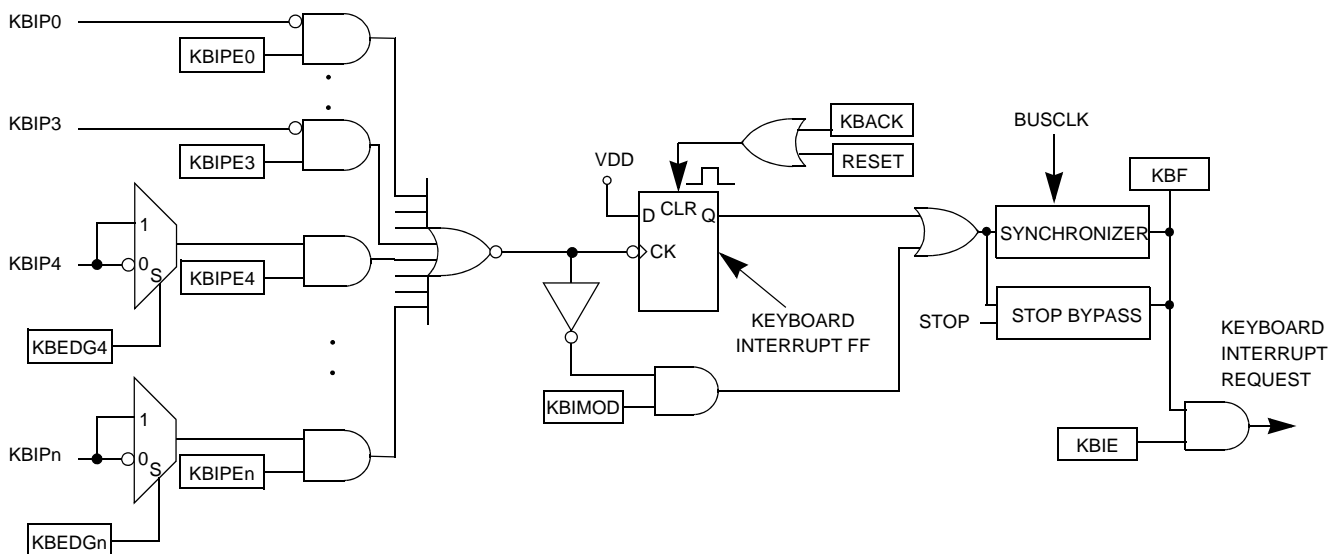 KBIP0
KBIPE0
KBIP3
KBIPE3
KBIP4
1
0
S
KBIPE4
KBEDG4
KBIPn
1
0
S
KBIPEn
KBEDGn
VDD
D
CLR
Q
CK
KBACK
RESET
KEYBOARD
INTERRUPT FF
KBIMOD
BUSCLK
SYNCHRONIZER
STOP
STOP BYPASS
KBF
KBIE
KEYBOARD
INTERRUPT
REQUEST